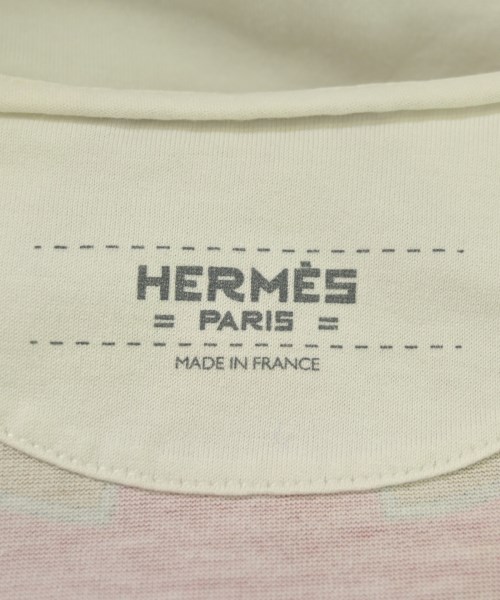 HERMÈS
= PARIS =
MADE IN FRANCE